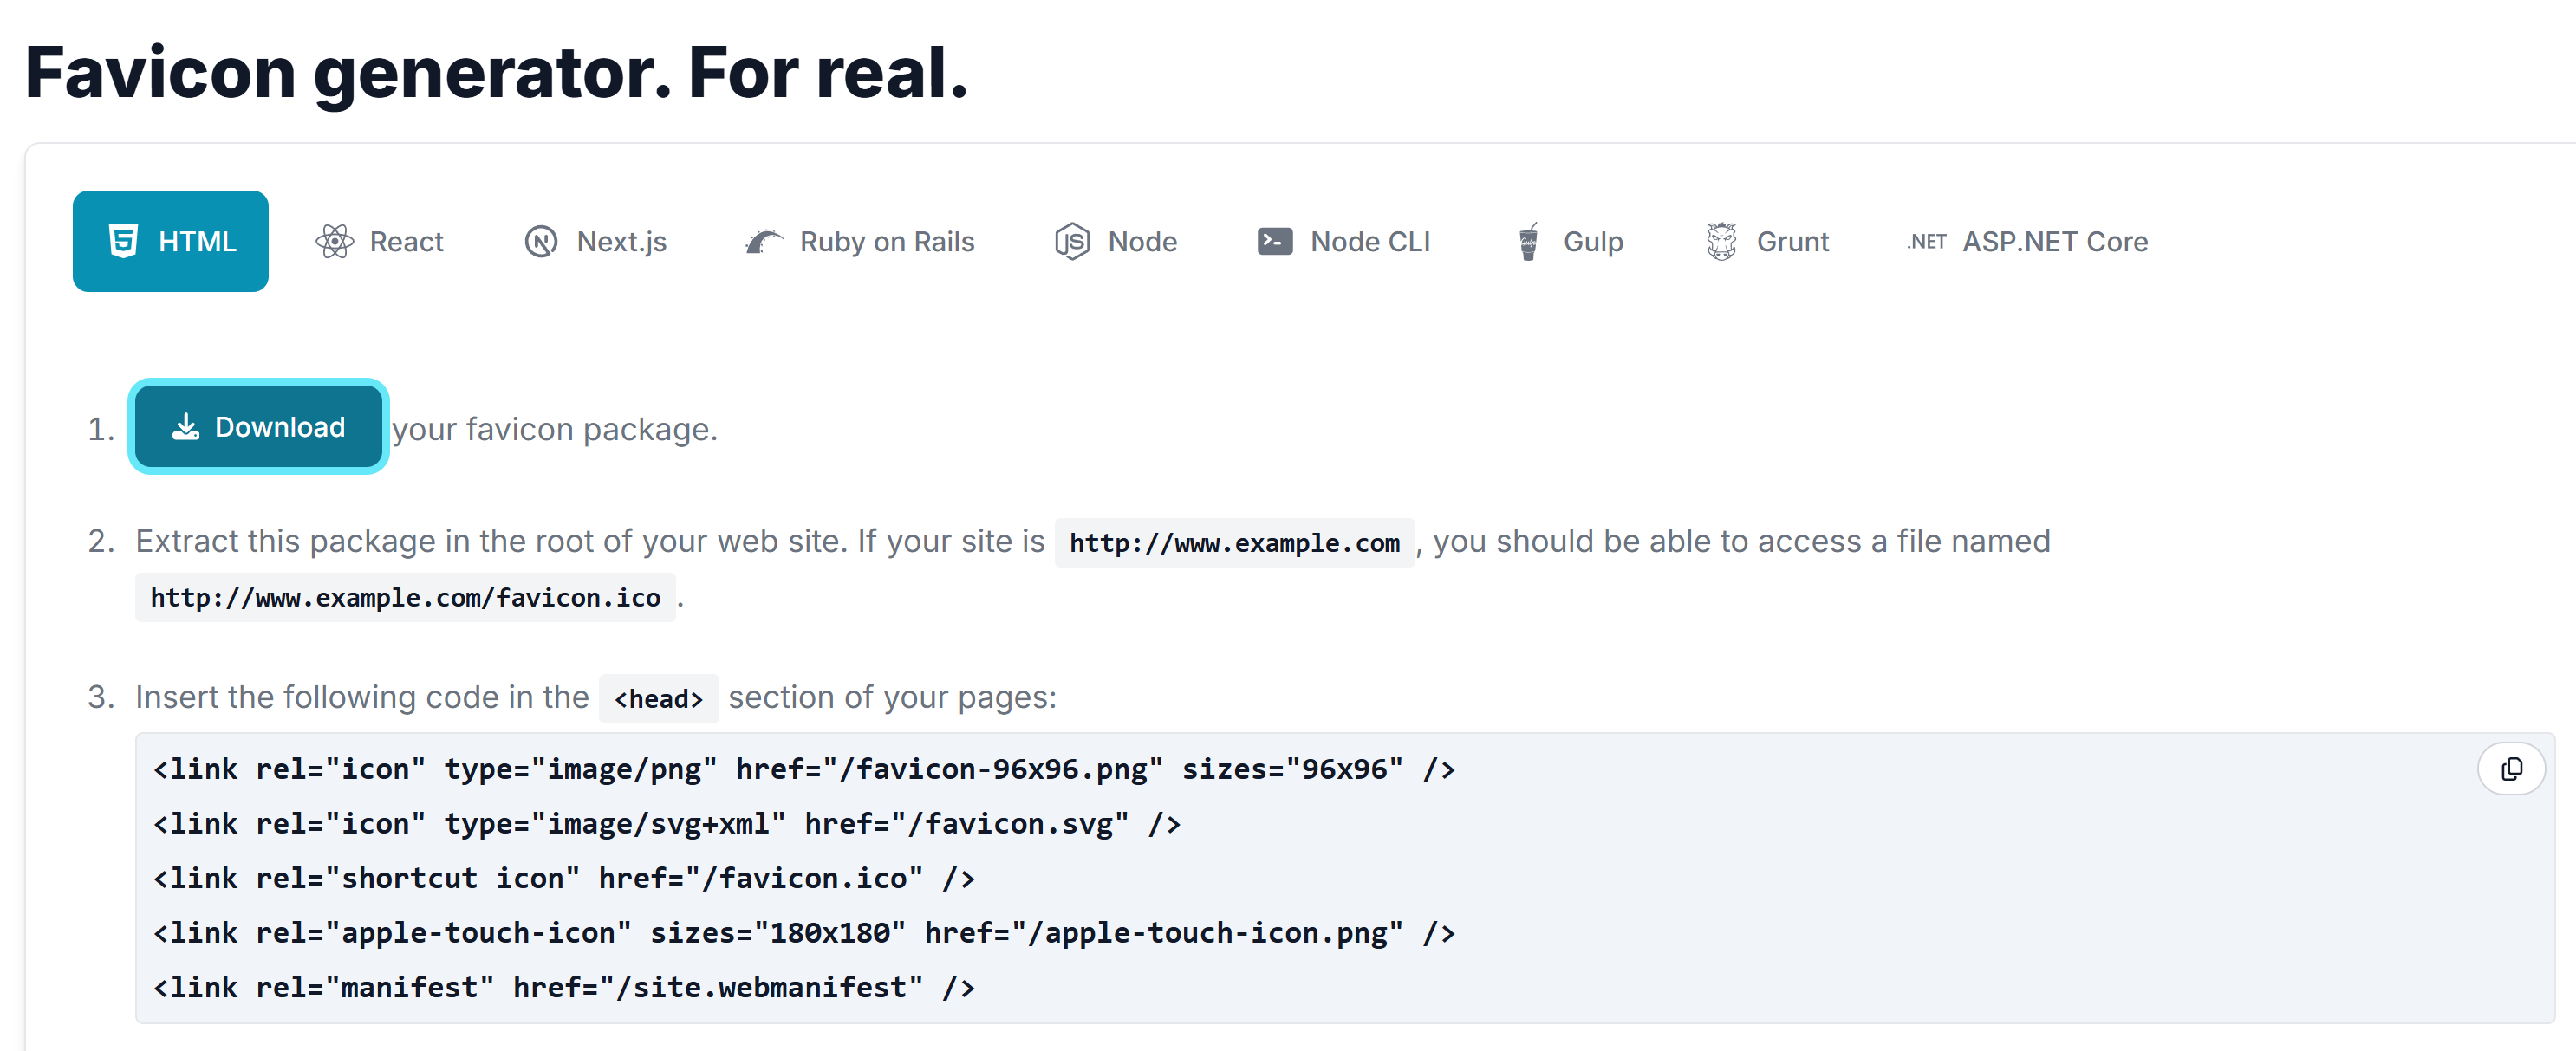 Favicon generator. For real.
HTML React Next.js Ruby on Rails Node Node CLI Gulp Grunt .NET ASP.NET Core
1. Download your favicon package.
2. Extract this package in the root of your web site. If your site is http://www.example.com, you should be able to access a file named
http://www.example.com/favicon.ico.
3. Insert the following code in the <head> section of your pages:
<link rel="icon" type="image/png" href="/favicon-96x96.png" sizes="96x96" />
<link rel="icon" type="image/svg+xml" href="/favicon.svg" />
<link rel="shortcut icon" href="/favicon.ico" />
<link rel="apple-touch-icon" sizes="180x180" href="/apple-touch-icon.png" />
<link rel="manifest" href="/site.webmanifest" />